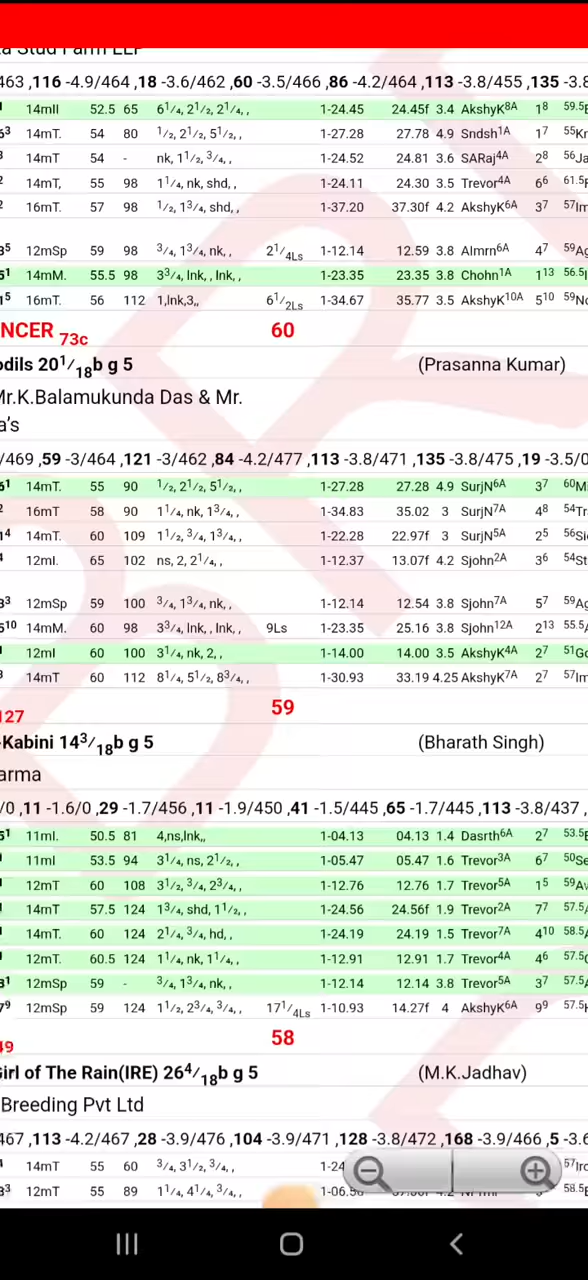 463 ,116 -4.9/464 ,18 -3.6/462 ,60 -3.5/466 ,86 -4.2/464 ,113 -3.8/455 ,135 -3.8
14mII 52.5 65 6¹/₄, 2¹/₂, 2¹/₄, , 1-24.45 24.45f 3.4 AkshyK8A 1⁸ 59.5
14mT. 54 80 ¹/₂, 2¹/₂, 5¹/₂, , 1-27.28 27.78 4.9 Sndsh1A 1⁷ 55
14mT 54 - nk, 1¹/₂, ³/₄, , 1-24.52 24.81 3.6 SARaj4A 2⁸ 56
14mT, 55 98 1¹/₄, nk, shd, , 1-24.11 24.30 3.5 Trevor4A 6⁶ 61.5
16mT. 57 98 ¹/₂, 1³/₄, shd, , 1-37.20 37.30f 4.2 AkshyK6A 3⁷ 57
12mSp 59 98 ³/₄, 1³/₄, nk, , 2¹/₄Ls 1-12.14 12.59 3.8 Almrn6A 4⁷ 59
14mM. 55.5 98 3³/₄, lnk, , lnk, , 1-23.35 23.35 3.8 Chohn1A 1¹³ 56.5
16mT. 56 112 1,lnk,3,, 6¹/₂Ls 1-34.67 35.77 3.5 AkshyK10A 5¹⁰ 59
NCER 73c 60
odils 20¹/₁₈b g 5 (Prasanna Kumar)
Mr.K.Balamukunda Das & Mr.
a's
/469 ,59 -3/464 ,121 -3/462 ,84 -4.2/477 ,113 -3.8/471 ,135 -3.8/475 ,19 -3.5/0
14mT. 55 90 ¹/₂, 2¹/₂, 5¹/₂, , 1-27.28 27.28 4.9 SurjN6A 3⁷ 60
16mT 58 90 1¹/₄, nk, 1³/₄, , 1-34.83 35.02 3 SurjN7A 4⁸ 54
14mT. 60 109 1¹/₂, ³/₄, 1³/₄, , 1-22.28 22.97f 3 SurjN5A 2⁵ 56
12ml. 65 102 ns, 2, 2¹/₄, , 1-12.37 13.07f 4.2 Sjohn2A 3⁶ 54
12mSp 59 100 ³/₄, 1³/₄, nk, , 1-12.14 12.54 3.8 Sjohn7A 5⁷ 59
14mM. 60 98 3³/₄, lnk, , lnk, , 9Ls 1-23.35 25.16 3.8 Sjohn12A 2¹³ 55.5
12ml 60 100 3¹/₄, nk, 2, , 1-14.00 14.00 3.5 AkshyK4A 2⁷ 51
14mT 60 112 8¹/₄, 5¹/₂, 8³/₄, , 1-30.93 33.19 4.25 AkshyK7A 2⁷ 57
127 59
-Kabini 14³/₁₈b g 5 (Bharath Singh)
arma
/0 ,11 -1.6/0 ,29 -1.7/456 ,11 -1.9/450 ,41 -1.5/445 ,65 -1.7/445 ,113 -3.8/437 ,
11ml. 50.5 81 4,ns,lnk,, 1-04.13 04.13 1.4 Dasrth6A 2⁷ 53.5
11ml 53.5 94 3¹/₄, ns, 2¹/₂, , 1-05.47 05.47 1.6 Trevor3A 6⁷ 50
12mT 60 108 3¹/₂, ³/₄, 2³/₄, , 1-12.76 12.76 1.7 Trevor5A 1⁵ 59
14mT 57.5 124 1³/₄, shd, 1¹/₂, , 1-24.56 24.56f 1.9 Trevor2A 7⁷ 57.5
14mT. 60 124 2¹/₄, ³/₄, hd, , 1-24.19 24.19 1.5 Trevor7A 4¹⁰ 58.5
12mT. 60.5 124 1¹/₄, nk, 1¹/₄, , 1-12.91 12.91 1.7 Trevor4A 4⁶ 57.5
12mSp 59 - ³/₄, 1³/₄, nk, , 1-12.14 12.14 3.8 Trevor5A 3⁷ 57.5
12mSp 59 124 1¹/₂, 2³/₄, ³/₄, , 17¹/₄Ls 1-10.93 14.27f 4 AkshyK6A 9⁹ 57.5
49 58
Girl of The Rain(IRE) 26⁴/₁₈b g 5 (M.K.Jadhav)
Breeding Pvt Ltd
467 ,113 -4.2/467 ,28 -3.9/476 ,104 -3.9/471 ,128 -3.8/472 ,168 -3.9/466 ,5 -3.6
14mT 55 60 ³/₄, 3¹/₂, ³/₄, , 1-24 57
12mT 55 89 1¹/₄, 4¹/₄, ³/₄, , 58.5